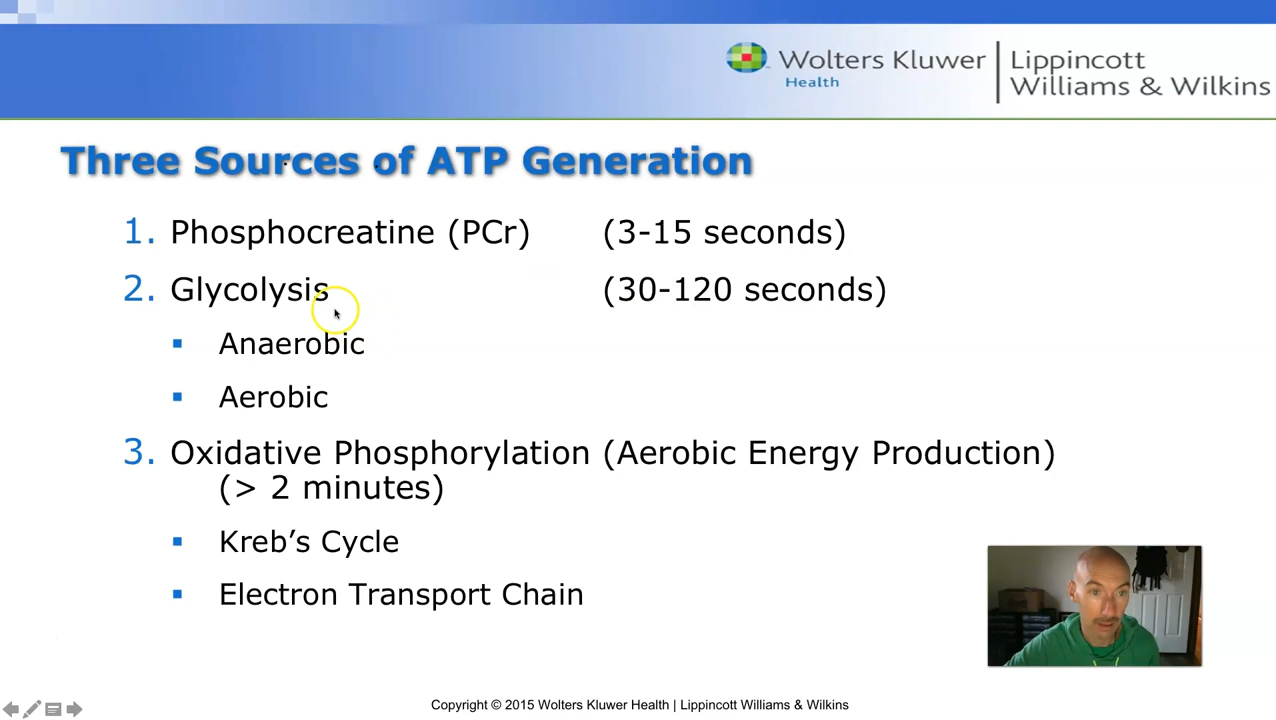 Wolters Kluwer
Health
Lippincott
Williams & Wilkins
Three Sources of ATP Generation
1. Phosphocreatine (PCr) (3-15 seconds)
2. Glycolysis (30-120 seconds)
▪ Anaerobic
▪ Aerobic
3. Oxidative Phosphorylation (Aerobic Energy Production)
(> 2 minutes)
▪ Kreb’s Cycle
▪ Electron Transport Chain
Copyright © 2015 Wolters Kluwer Health | Lippincott Williams & Wilkins